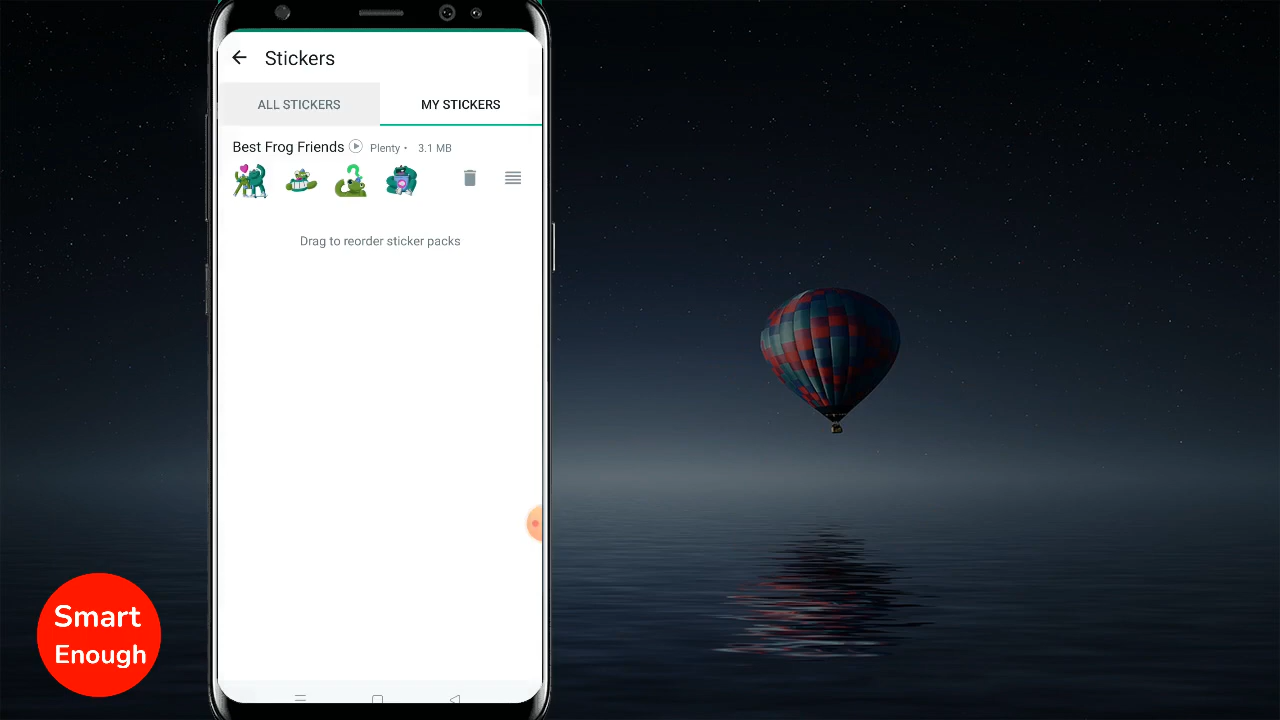 Stickers
ALL STICKERS
MY STICKERS
Best Frog Friends Plenty • 3.1 MB
Drag to reorder sticker packs
Smart
Enough